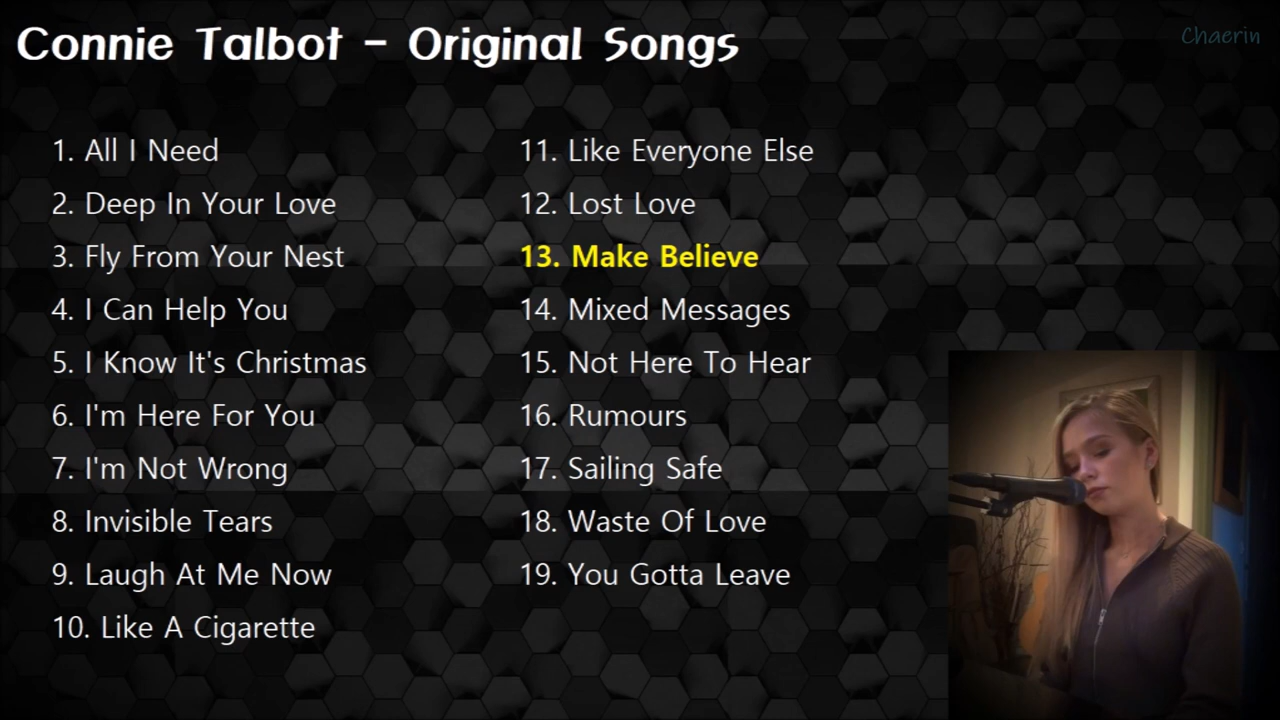 Connie Talbot - Original Songs
Chaerin
1. All I Need
2. Deep In Your Love
3. Fly From Your Nest
4. I Can Help You
5. I Know It's Christmas
6. I'm Here For You
7. I'm Not Wrong
8. Invisible Tears
9. Laugh At Me Now
10. Like A Cigarette
11. Like Everyone Else
12. Lost Love
13. Make Believe
14. Mixed Messages
15. Not Here To Hear
16. Rumours
17. Sailing Safe
18. Waste Of Love
19. You Gotta Leave